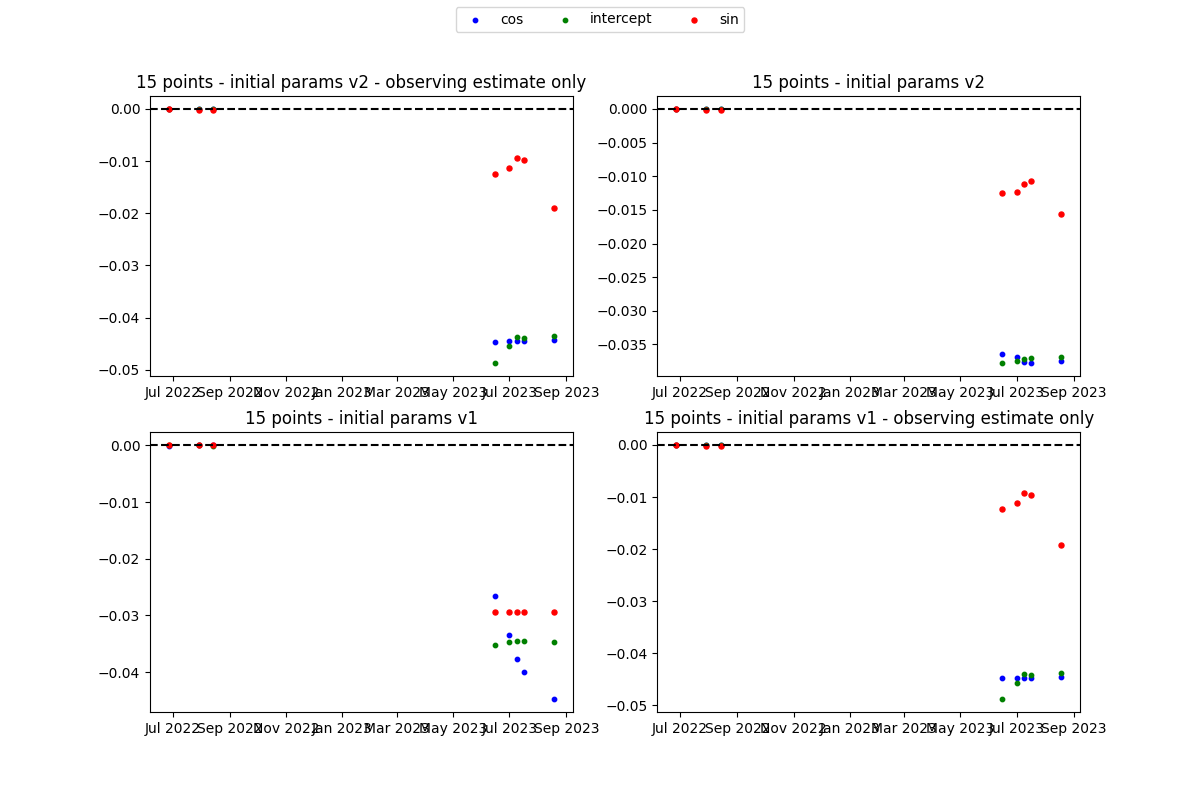 cos intercept sin
15 points - initial params v2 - observing estimate only
0.00
−0.01
−0.02
−0.03
−0.04
−0.05
Jul 2022 Sep 2022 Nov 2022 Jan 2023 Mar 2023 May 2023 Jul 2023 Sep 2023
15 points - initial params v2
0.000
−0.005
−0.010
−0.015
−0.020
−0.025
−0.030
−0.035
Jul 2022 Sep 2022 Nov 2022 Jan 2023 Mar 2023 May 2023 Jul 2023 Sep 2023
15 points - initial params v1
0.00
−0.01
−0.02
−0.03
−0.04
Jul 2022 Sep 2022 Nov 2022 Jan 2023 Mar 2023 May 2023 Jul 2023 Sep 2023
15 points - initial params v1 - observing estimate only
0.00
−0.01
−0.02
−0.03
−0.04
−0.05
Jul 2022 Sep 2022 Nov 2022 Jan 2023 Mar 2023 May 2023 Jul 2023 Sep 2023